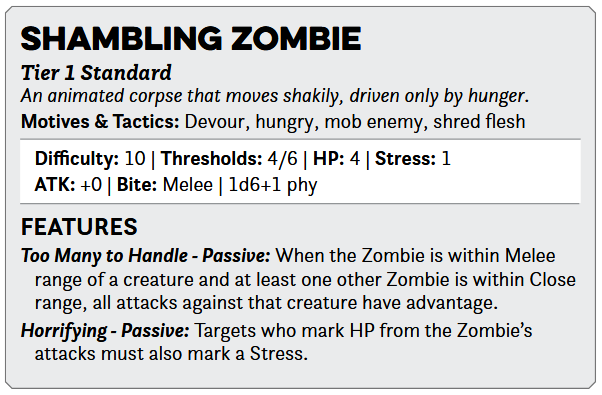 SHAMBLING ZOMBIE
Tier 1 Standard
An animated corpse that moves shakily, driven only by hunger.
Motives & Tactics: Devour, hungry, mob enemy, shred flesh
Difficulty: 10 | Thresholds: 4/6 | HP: 4 | Stress: 1
ATK: +0 | Bite: Melee | 1d6+1 phy
FEATURES
Too Many to Handle - Passive: When the Zombie is within Melee
range of a creature and at least one other Zombie is within Close
range, all attacks against that creature have advantage.
Horrifying - Passive: Targets who mark HP from the Zombie’s
attacks must also mark a Stress.